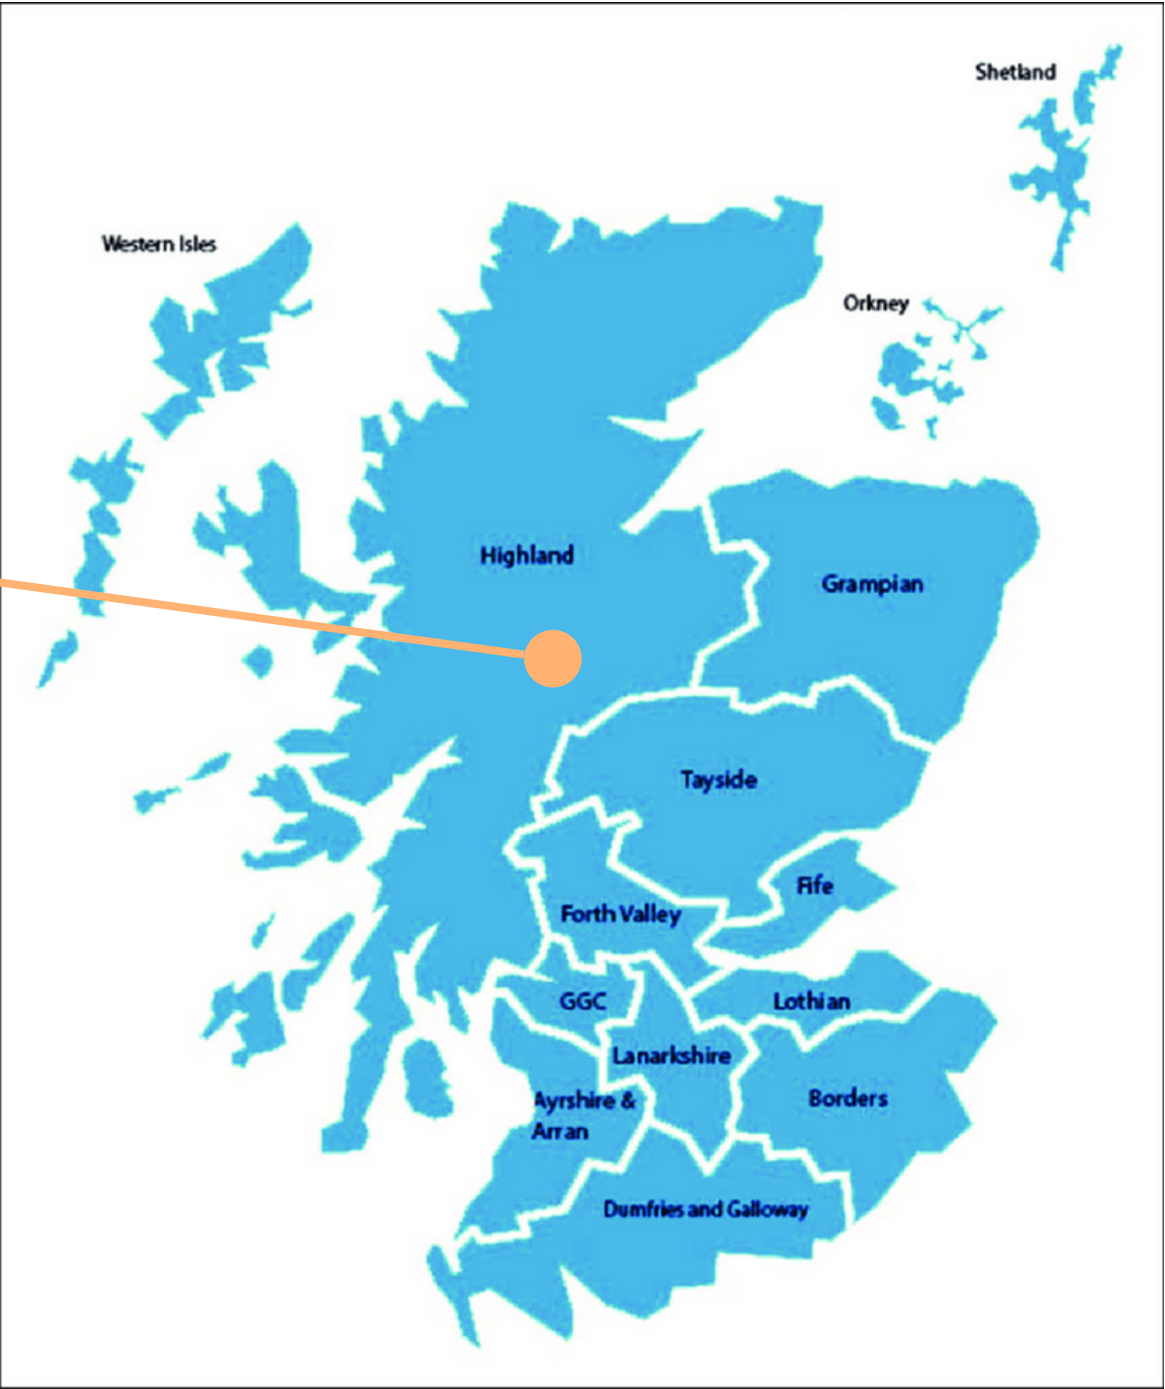 Shetland
Western Isles
Orkney
Highland
Grampian
Tayside
Fife
Forth Valley
GGC
Lothian
Lanarkshire
Borders
Ayrshire &
Arran
Dumfries and Galloway